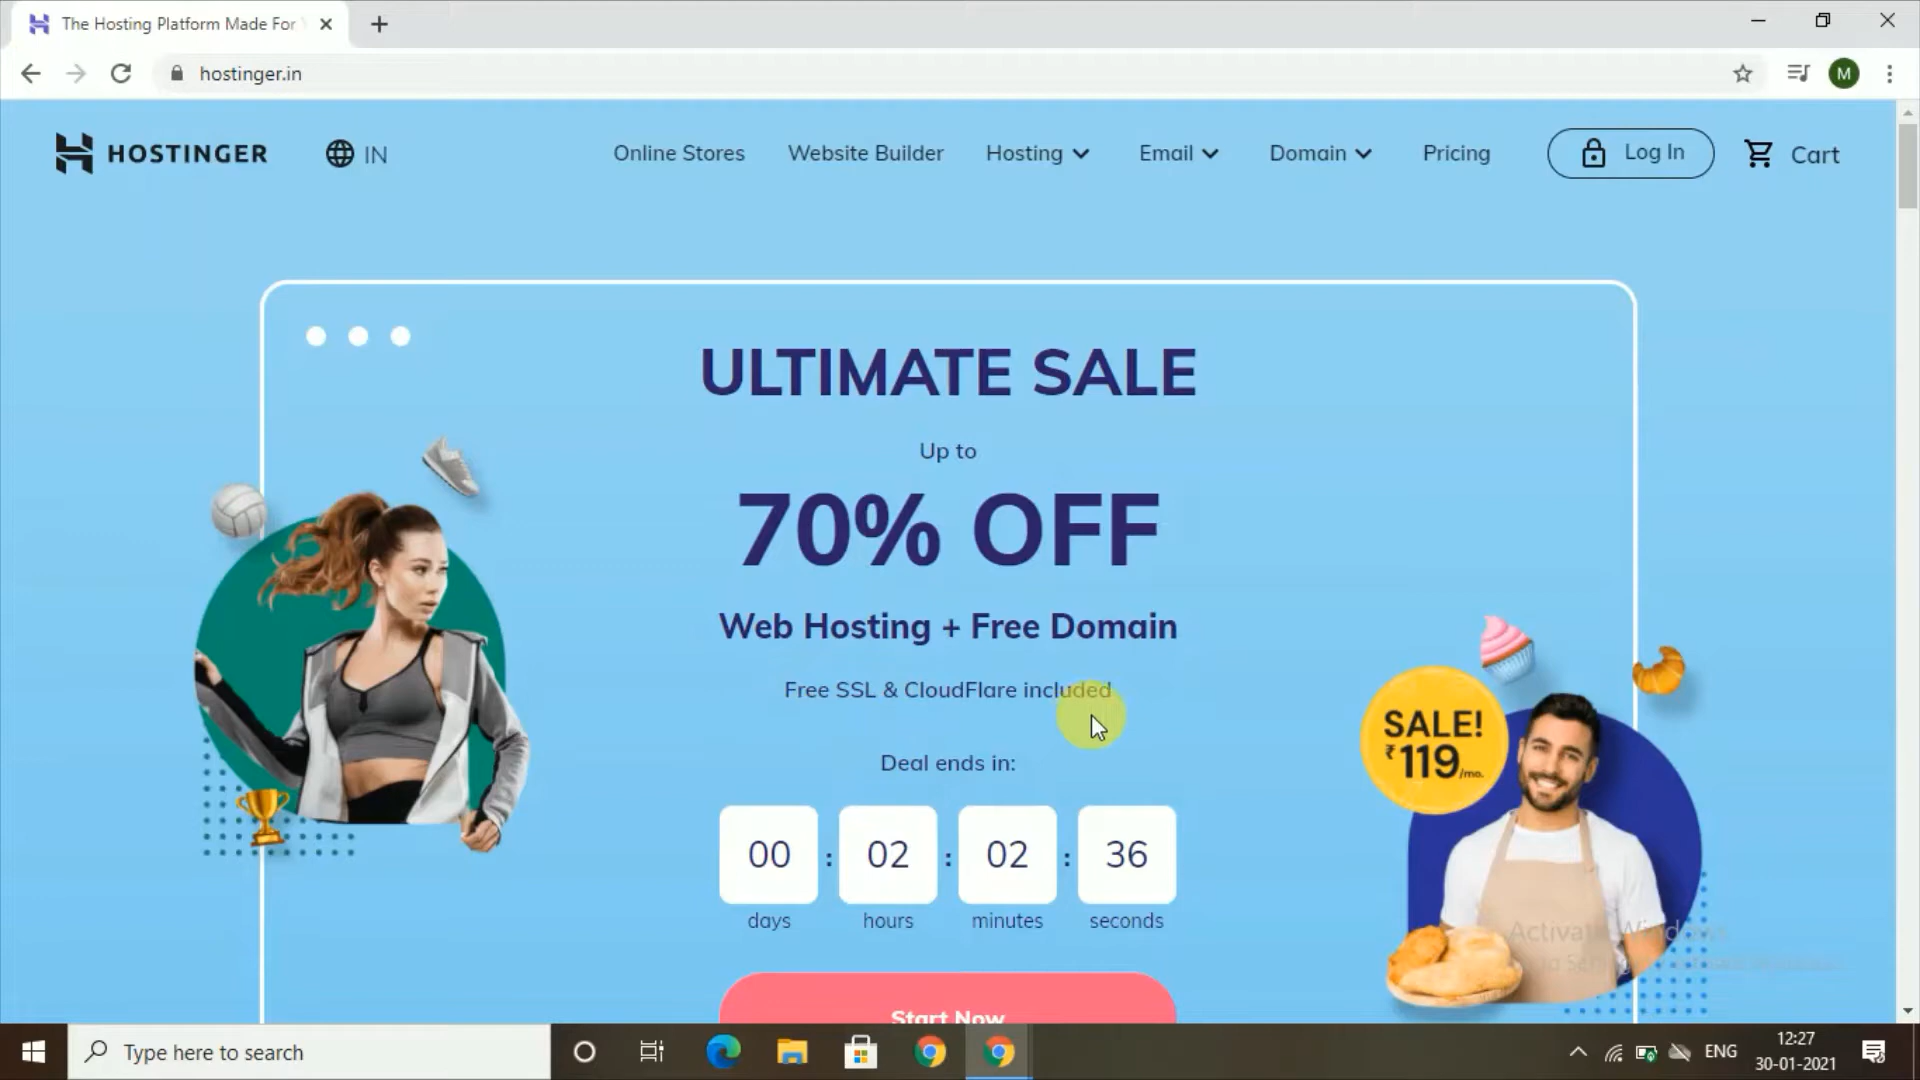 The Hosting Platform Made For
hostinger.in
M
HOSTINGER
IN
Online Stores
Website Builder
Hosting
Email
Domain
Pricing
Log In
Cart
ULTIMATE SALE
Up to
70% OFF
Web Hosting + Free Domain
Free SSL & CloudFlare included
SALE!
₹119/mo.
Deal ends in:
00 : 02 : 02 : 36
days hours minutes seconds
Activate Windows
Start Now
Type here to search
ENG
12:27
30-01-2021